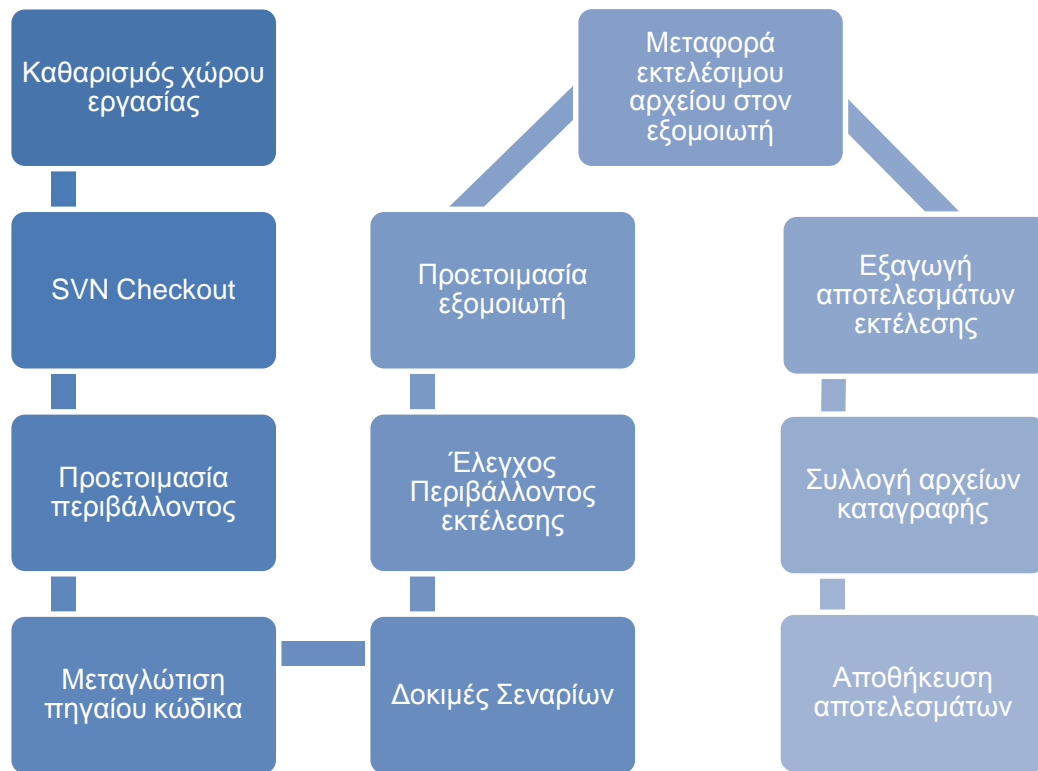 Καθαρισμός χώρου
εργασίας
SVN Checkout
Προετοιμασία
περιβάλλοντος
Μεταγλώτιση
πηγαίου κώδικα
Δοκιμές Σεναρίων
Έλεγχος
Περιβάλλοντος
εκτέλεσης
Προετοιμασία
εξομοιωτή
Μεταφορά
εκτελέσιμου
αρχείου στον
εξομοιωτή
Εξαγωγή
αποτελεσμάτων
εκτέλεσης
Συλλογή αρχείων
καταγραφής
Αποθήκευση
αποτελεσμάτων